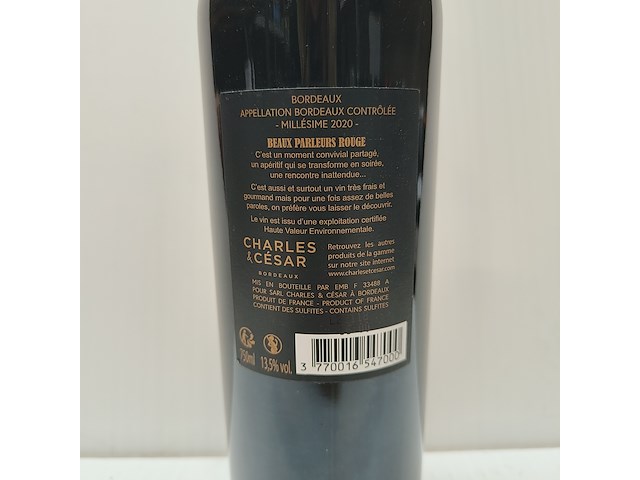 BORDEAUX
APPELLATION BORDEAUX CONTRÔLÉE
- MILLÉSIME 2020 -
BEAUX PARLEURS ROUGE
C'est un moment convivial partagé,
un apéritif qui se transforme en soirée,
une rencontre inattendue...
C'est aussi et surtout un vin très frais et
gourmand mais pour une fois assez de belles
paroles, on préfère vous laisser le découvrir.
Le vin est issu d'une exploitation certifiée
Haute Valeur Environnementale.
CHARLES
& CÉSAR
BORDEAUX
Retrouvez les autres
produits de la gamme
sur notre site internet
www.charlesetcesar.com
MIS EN BOUTEILLE PAR EMB F 33488 A
POUR SARL CHARLES & CÉSAR À BORDEAUX
PRODUIT DE FRANCE - PRODUCT OF FRANCE
CONTIENT DES SULFITES - CONTAINS SULFITES
750ml 13,5% vol.
3 770016 547000